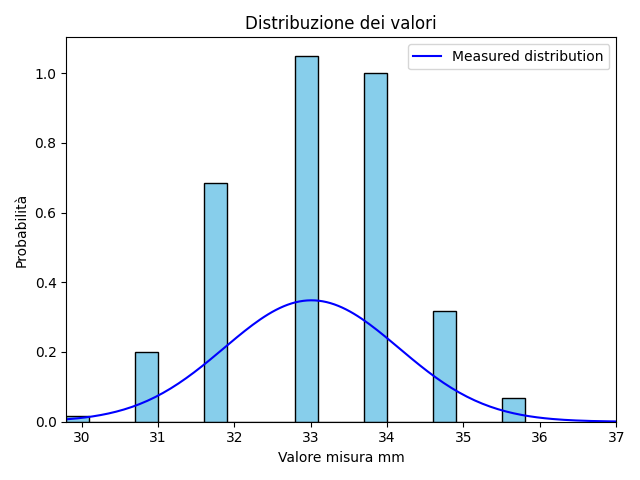 Distribuzione dei valori
Measured distribution
Probabilità
1.0
0.8
0.6
0.4
0.2
0.0
30 31 32 33 34 35 36 37
Valore misura mm